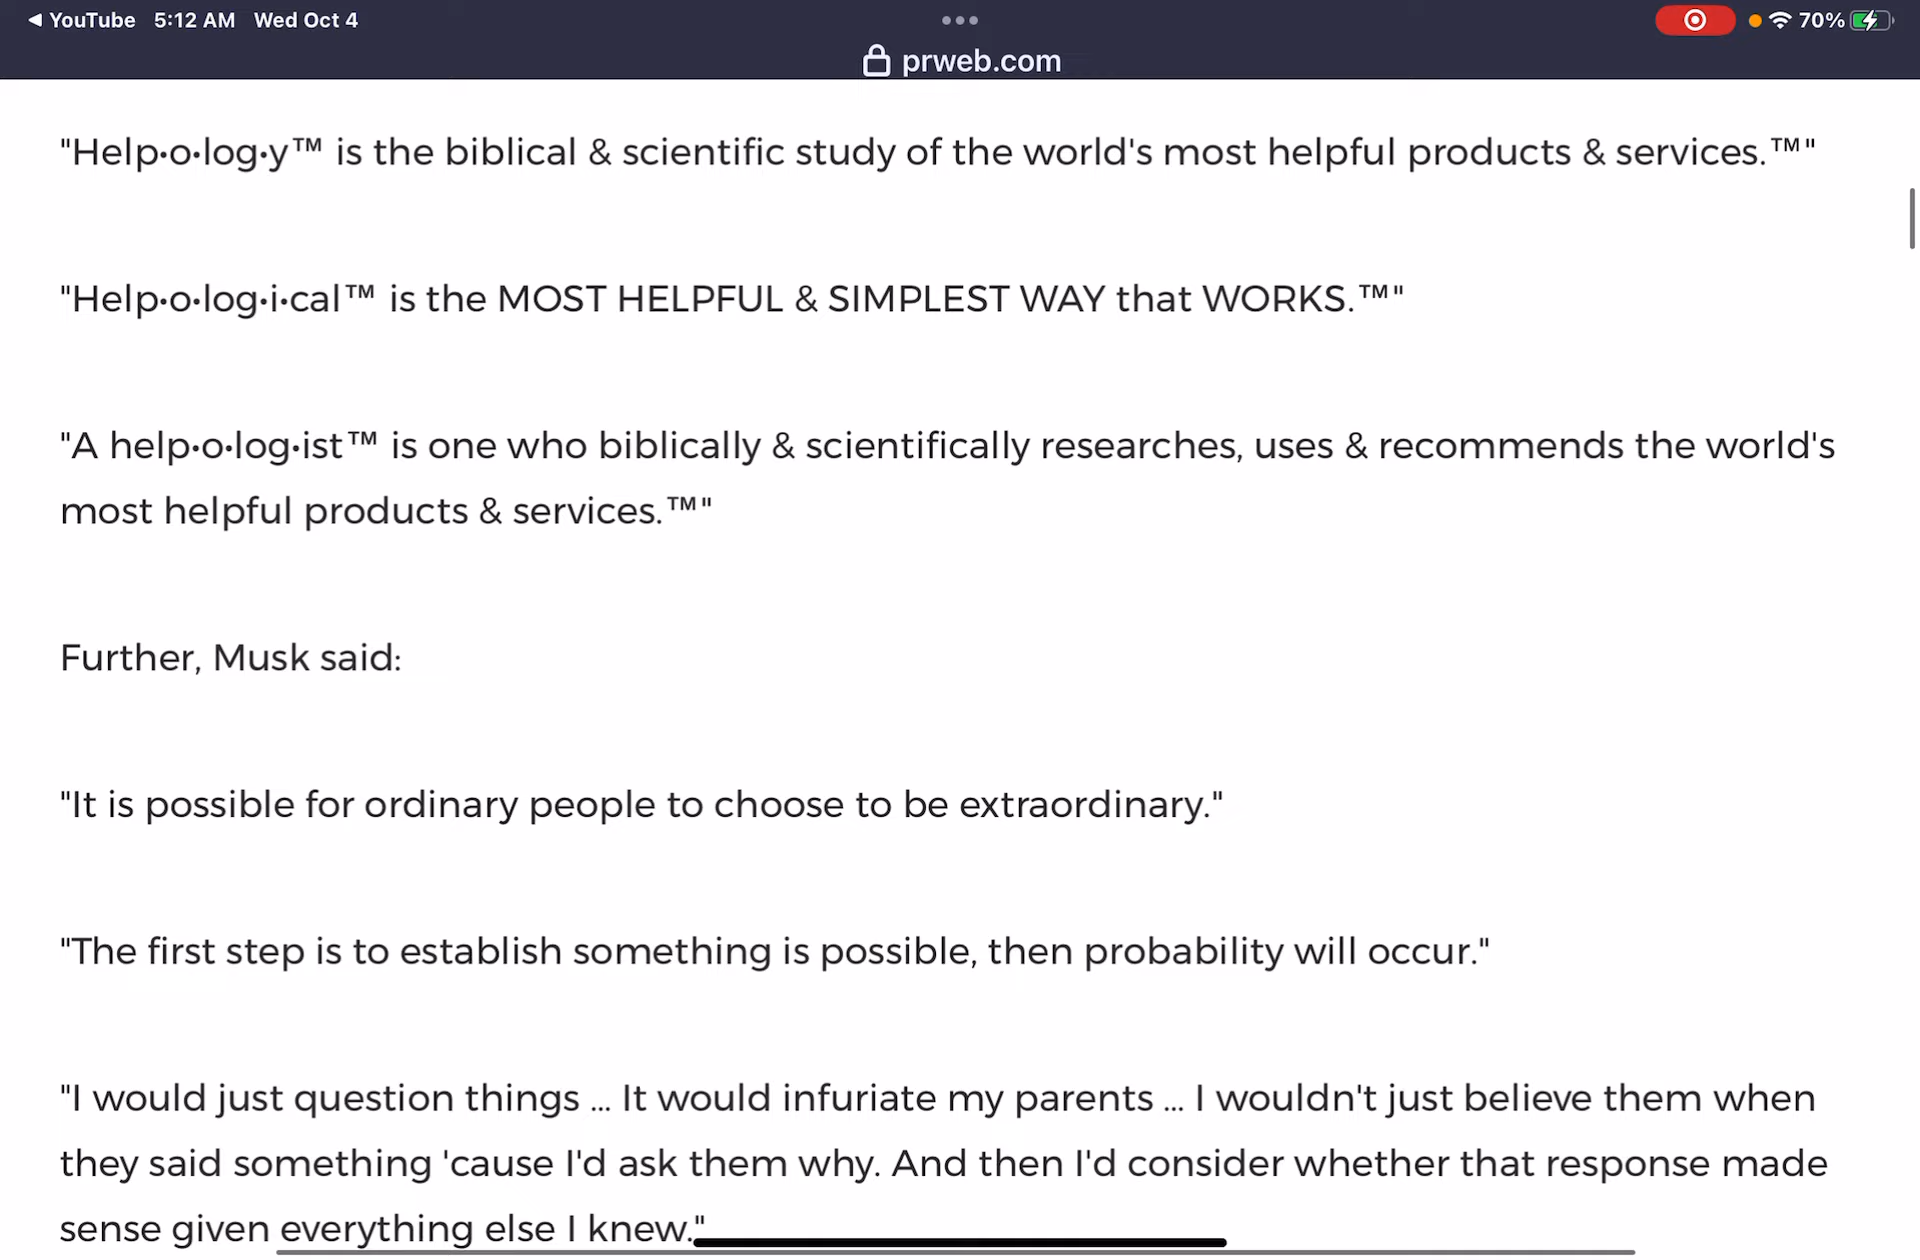 ◀ YouTube 5:12 AM Wed Oct 4 70%
prweb.com
"Help•o•log•y™ is the biblical & scientific study of the world's most helpful products & services.™"
"Help•o•log•i•cal™ is the MOST HELPFUL & SIMPLEST WAY that WORKS.™"
"A help•o•log•ist™ is one who biblically & scientifically researches, uses & recommends the world's
most helpful products & services.™"
Further, Musk said:
"It is possible for ordinary people to choose to be extraordinary."
"The first step is to establish something is possible, then probability will occur."
"I would just question things ... It would infuriate my parents ... I wouldn't just believe them when
they said something 'cause I'd ask them why. And then I'd consider whether that response made
sense given everything else I knew."